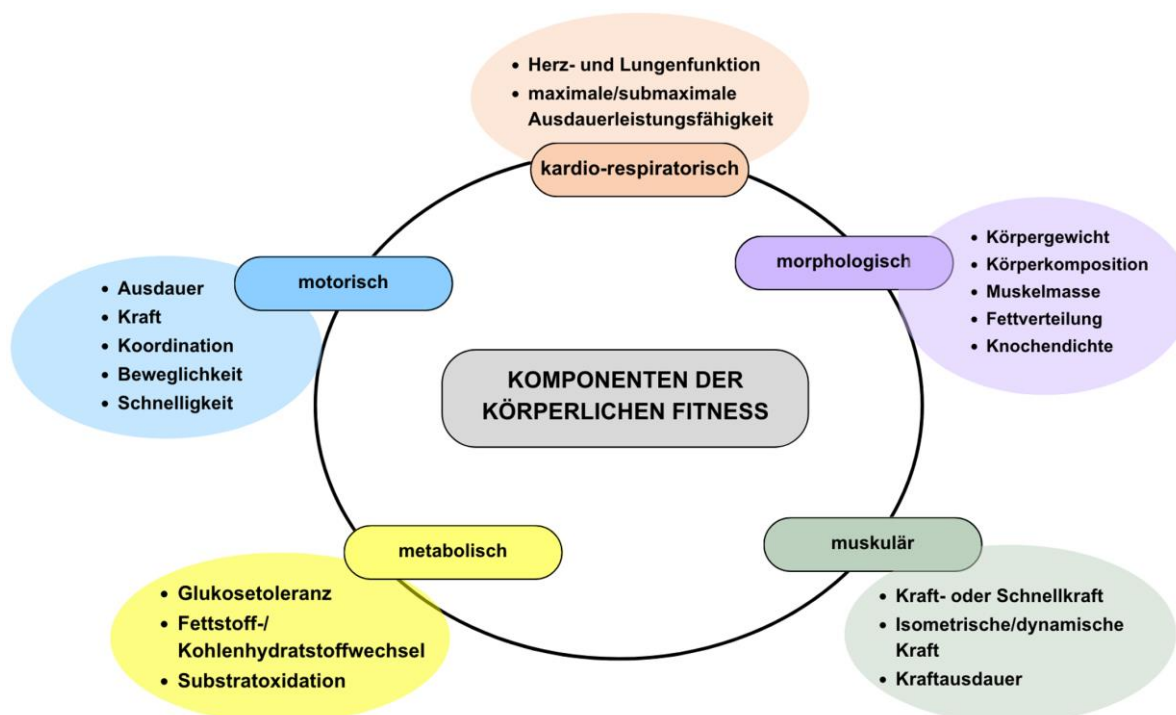 • Herz- und Lungenfunktion
• maximale/submaximale
Ausdauerleistungsfähigkeit
kardio-respiratorisch
morphologisch
• Körpergewicht
• Körperkomposition
• Muskelmasse
• Fettverteilung
• Knochendichte
motorisch
• Ausdauer
• Kraft
• Koordination
• Beweglichkeit
• Schnelligkeit
KOMPONENTEN DER
KÖRPERLICHEN FITNESS
metabolisch
• Glukosetoleranz
• Fettstoff-/
Kohlenhydratstoffwechsel
• Substratoxidation
muskulär
• Kraft- oder Schnellkraft
• Isometrische/dynamische
Kraft
• Kraftausdauer